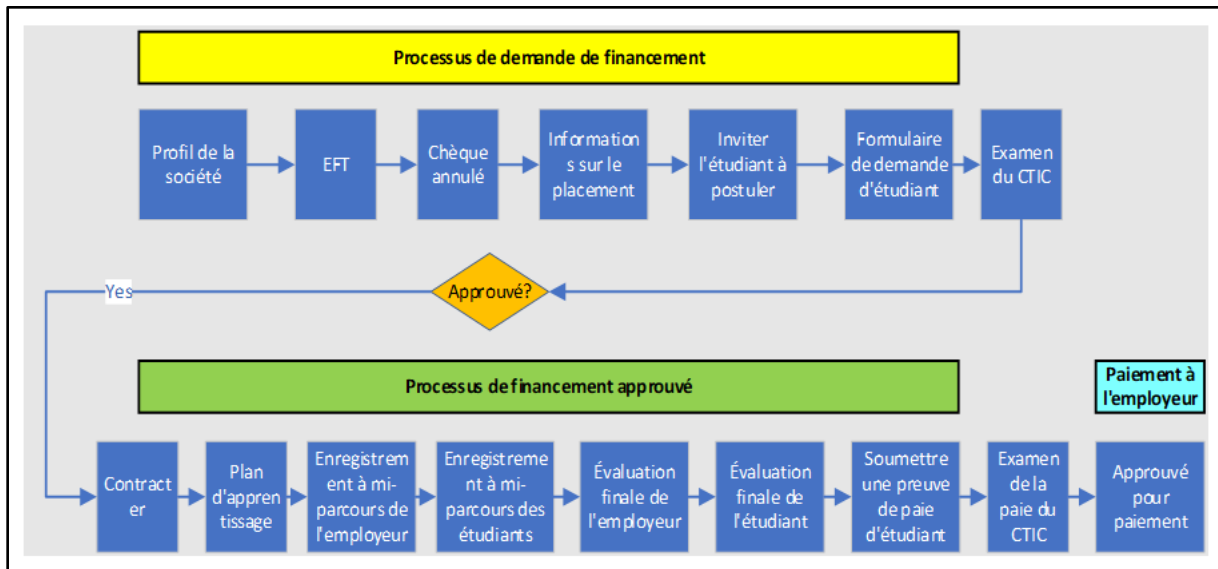 Processus de demande de financement
Profil de la
société
EFT
Chèque
annulé
Information
s sur le
placement
Inviter
l'étudiant à
postuler
Formulaire
de demande
d'étudiant
Examen
du CTIC
Yes
Approuvé?
Processus de financement approuvé
Paiement à
l'employeur
Contract
er
Plan
d'appren
tissage
Enregistrem
ent à mi-
parcours de
l'employeur
Enregistreme
nt à mi-
parcours des
étudiants
Évaluation
finale de
l'employeur
Évaluation
finale de
l'étudiant
Soumettre
une preuve
de paie
d'étudiant
Examen
de la
paie du
CTIC
Approuvé
pour
paiement